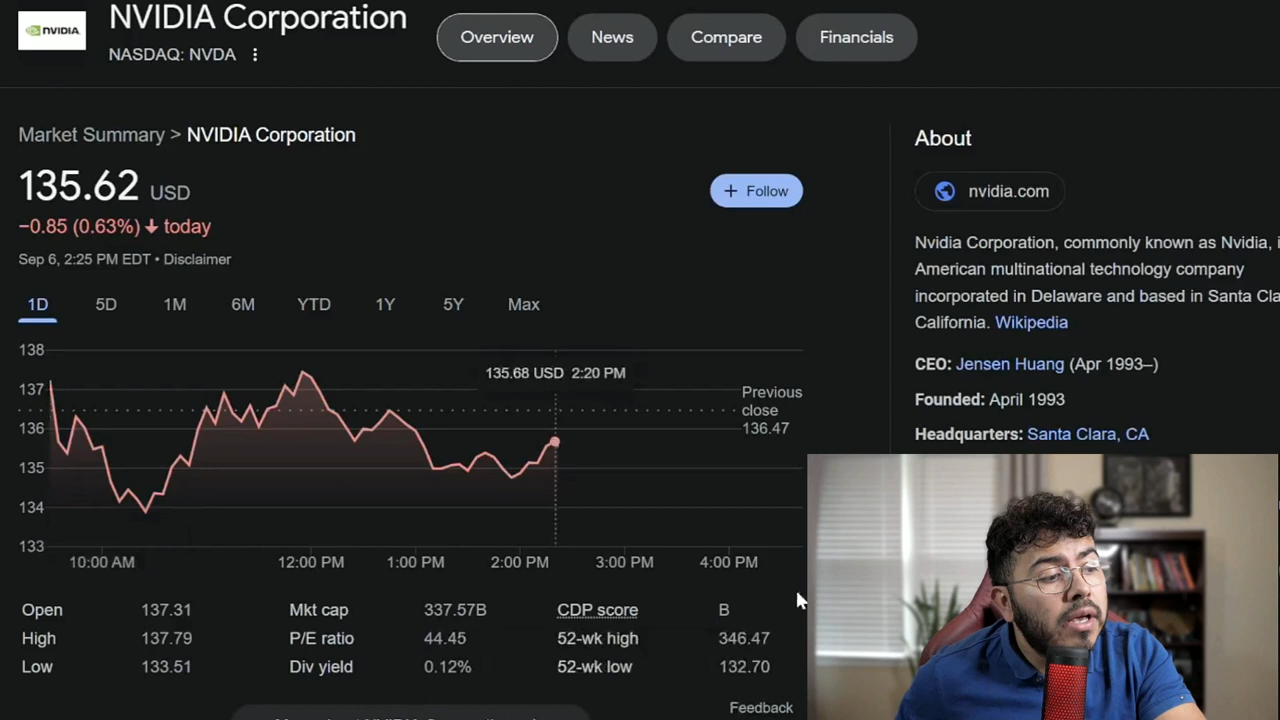 NVIDIA
NVIDIA Corporation
NASDAQ: NVDA
Overview
News
Compare
Financials
Market Summary > NVIDIA Corporation
135.62 USD
−0.85 (0.63%) ↓ today
Sep 6, 2:25 PM EDT • Disclaimer
+ Follow
1D 5D 1M 6M YTD 1Y 5Y Max
138
137
136
135
134
133
135.68 USD 2:20 PM
Previous
close
136.47
10:00 AM 12:00 PM 1:00 PM 2:00 PM 3:00 PM 4:00 PM
Open 137.31 Mkt cap 337.57B CDP score B
High 137.79 P/E ratio 44.45 52-wk high 346.47
Low 133.51 Div yield 0.12% 52-wk low 132.70
Feedback
About
nvidia.com
Nvidia Corporation, commonly known as Nvidia, i
American multinational technology company
incorporated in Delaware and based in Santa Cla
California. Wikipedia
CEO: Jensen Huang (Apr 1993–)
Founded: April 1993
Headquarters: Santa Clara, CA